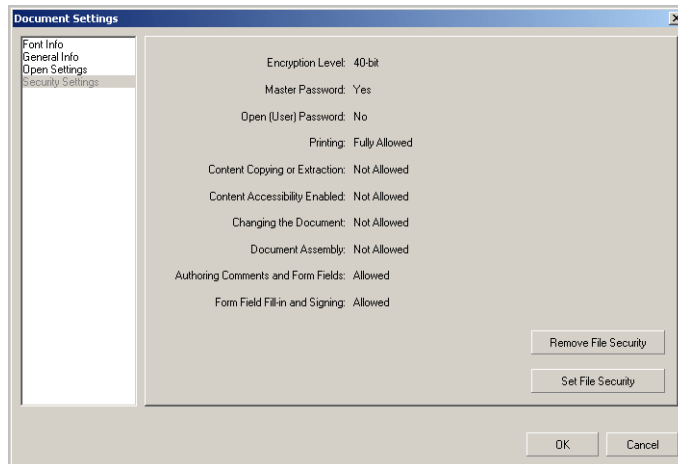 Document Settings
Font Info
General Info
Open Settings
Security Settings
Encryption Level: 40-bit
Master Password: Yes
Open (User) Password: No
Printing: Fully Allowed
Content Copying or Extraction: Not Allowed
Content Accessibility Enabled: Not Allowed
Changing the Document: Not Allowed
Document Assembly: Not Allowed
Authoring Comments and Form Fields: Allowed
Form Field Fill-in and Signing: Allowed
Remove File Security
Set File Security
OK Cancel